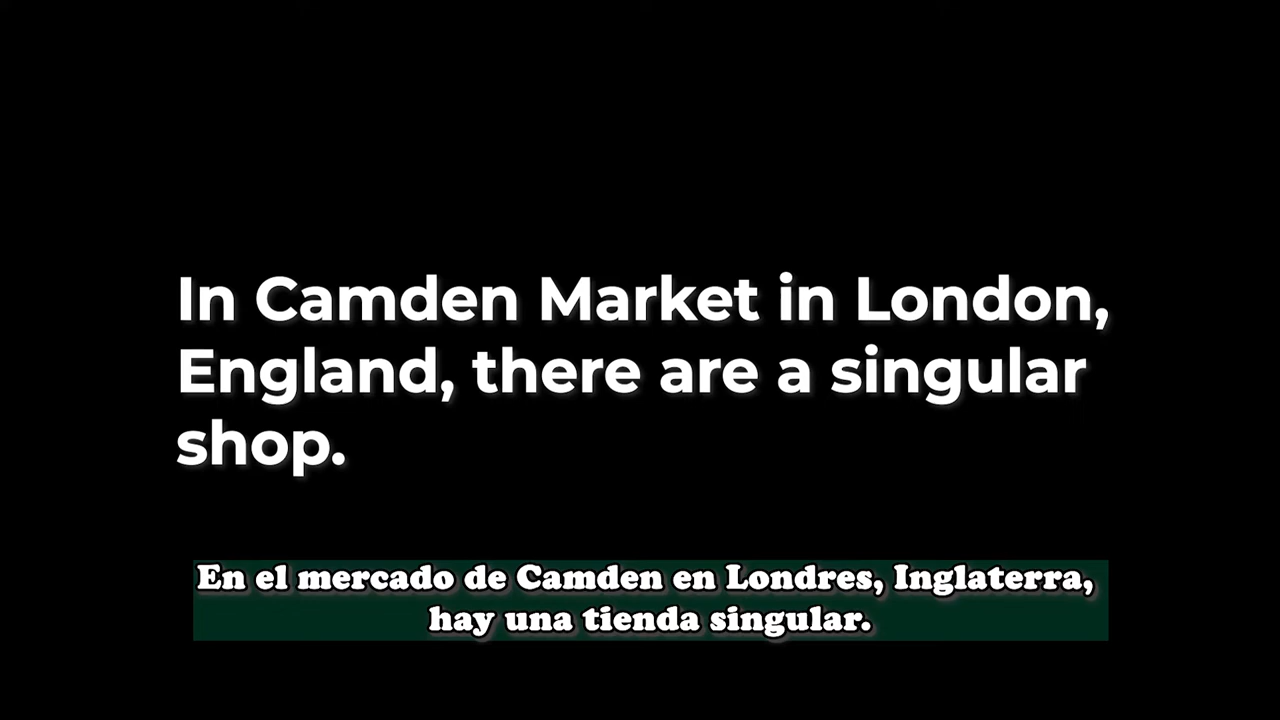 In Camden Market in London,
England, there are a singular
shop.
En el mercado de Camden en Londres, Inglaterra,
hay una tienda singular.